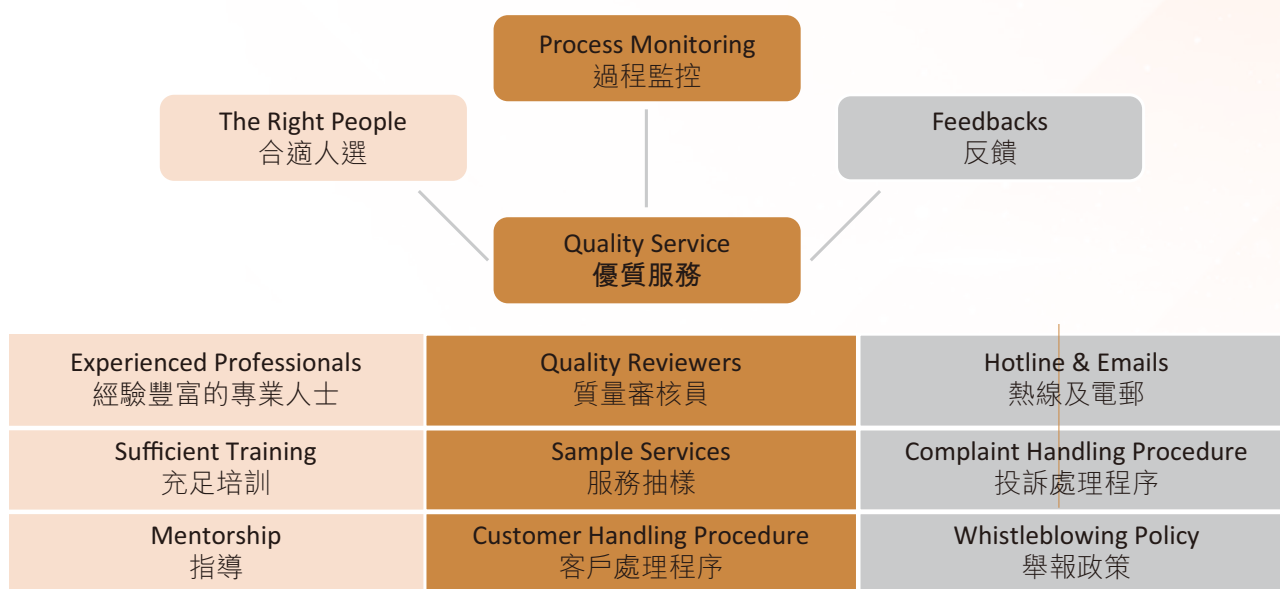 Process Monitoring
過程監控
The Right People
合適人選
Feedbacks
反饋
Quality Service
優質服務
Experienced Professionals
經驗豐富的專業人士
Quality Reviewers
質量審核員
Hotline & Emails
熱線及電郵
Sufficient Training
充足培訓
Sample Services
服務抽樣
Complaint Handling Procedure
投訴處理程序
Mentorship
指導
Customer Handling Procedure
客戶處理程序
Whistleblowing Policy
舉報政策